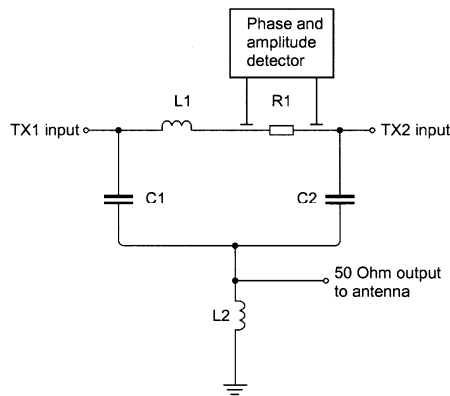 Phase and
amplitude
detector
L1
R1
TX1 input
TX2 input
C1
C2
50 Ohm output
to antenna
L2